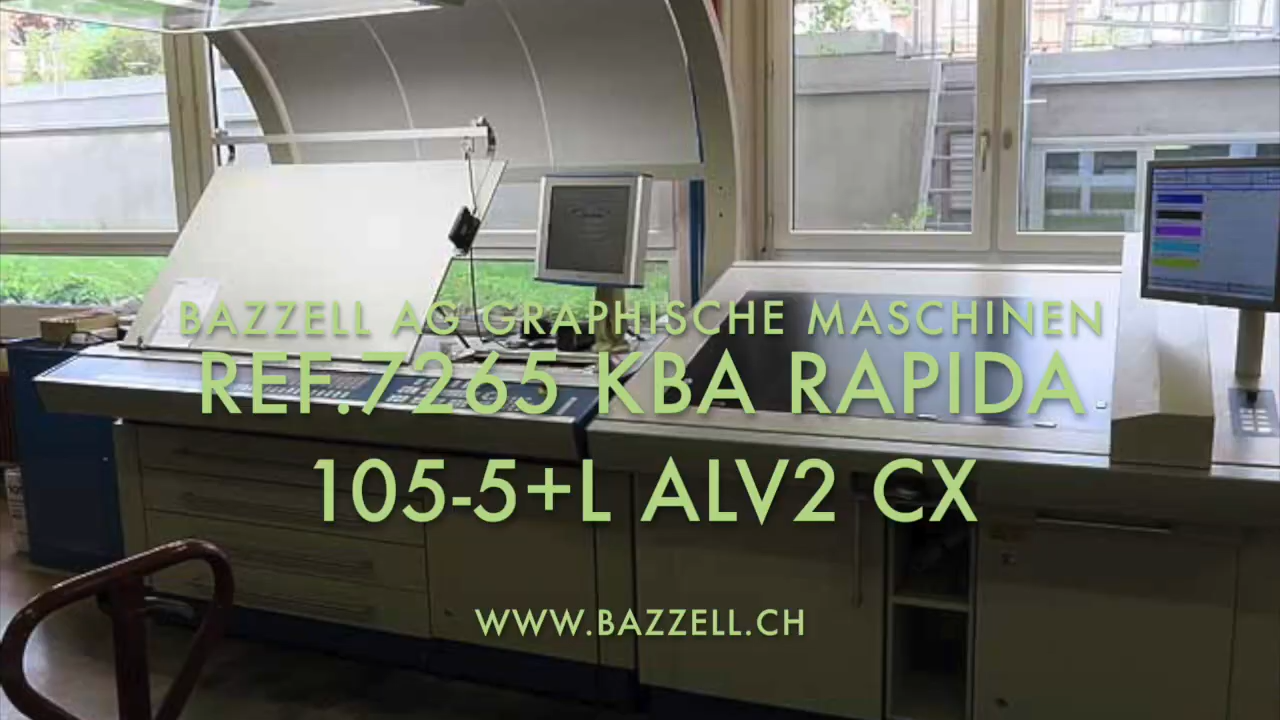 BAZZELL AG GRAPHISCHE MASCHINEN
REF.7265 KBA RAPIDA
105-5+L ALV2 CX
WWW.BAZZELL.CH